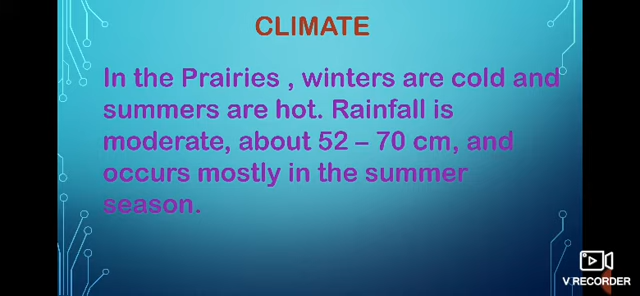 CLIMATE
In the Prairies , winters are cold and
summers are hot. Rainfall is
moderate, about 52 – 70 cm, and
occurs mostly in the summer
season.
V RECORDER